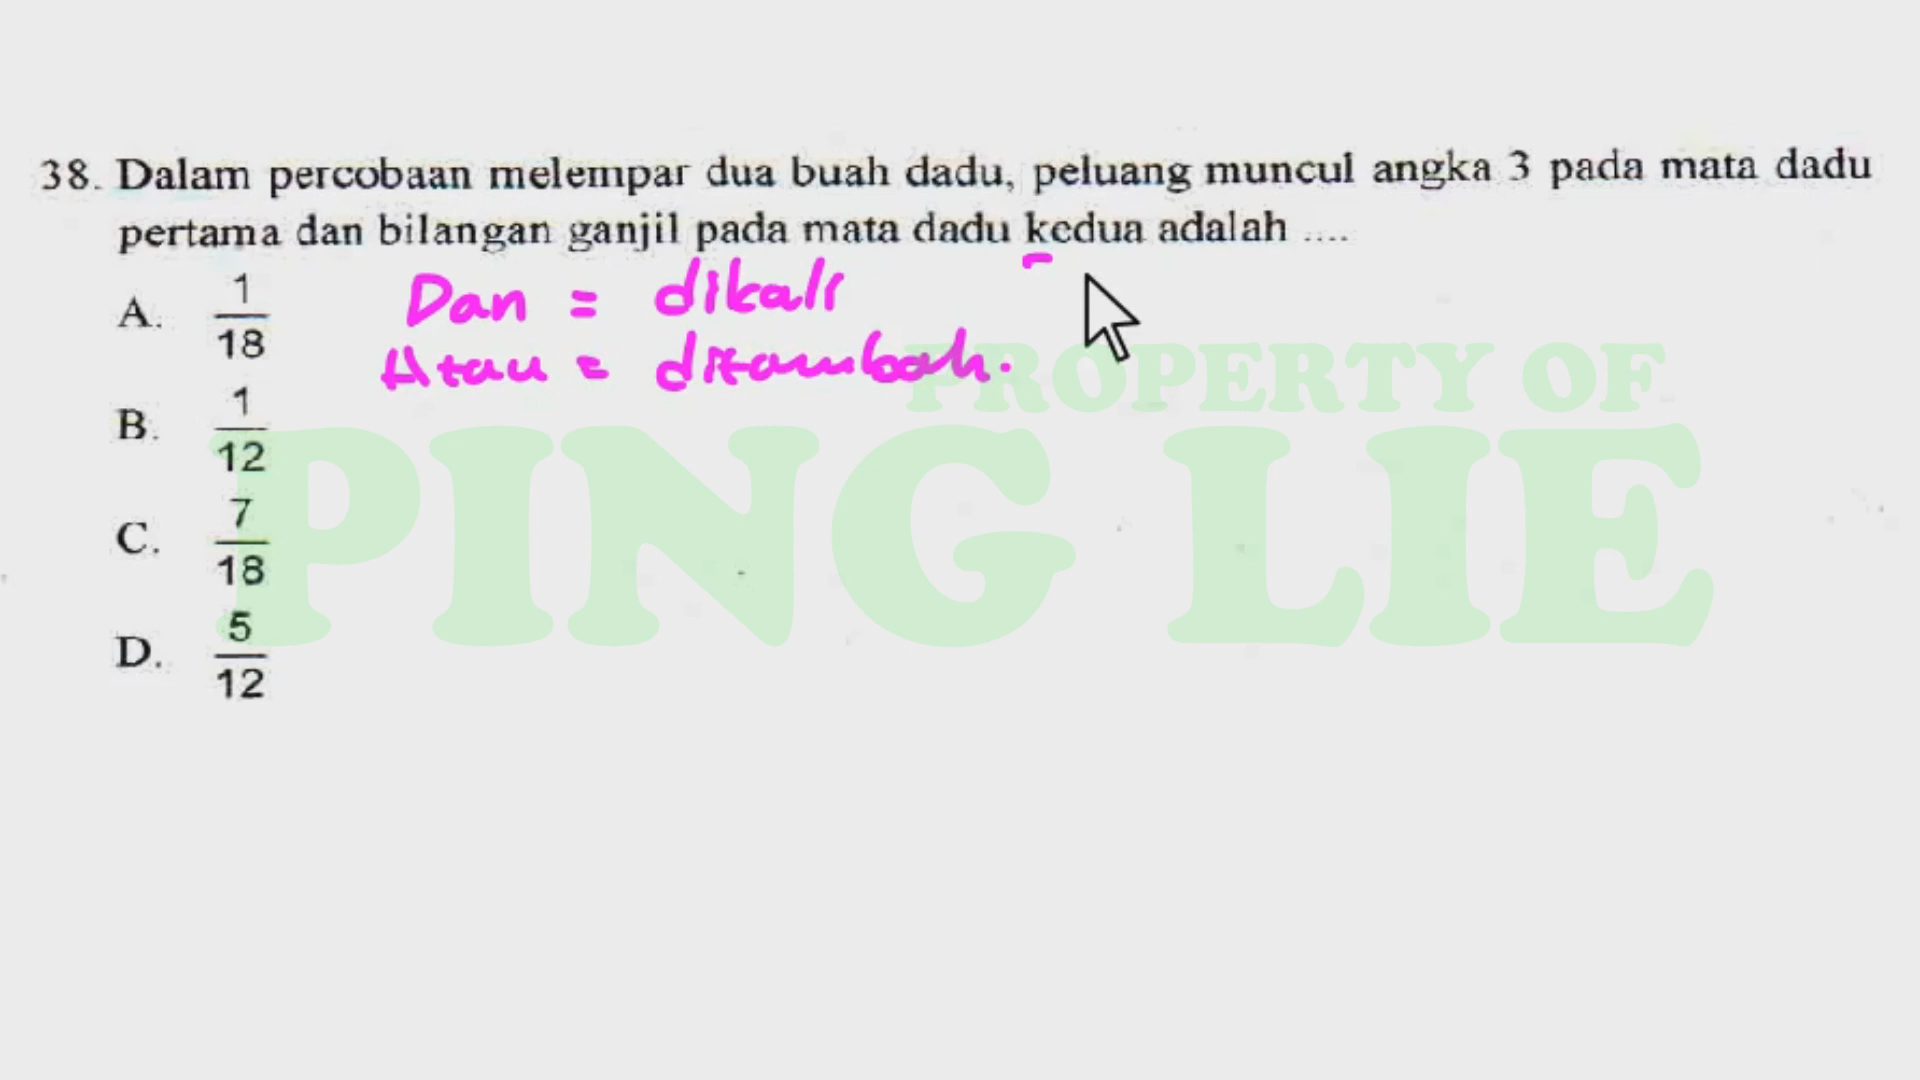 38. Dalam percobaan melempar dua buah dadu, peluang muncul angka 3 pada mata dadu
pertama dan bilangan ganjil pada mata dadu kedua adalah ....
A. 1/18
Dan = dikali
Atau = ditambah.
B. 1/12
C. 7/18
D. 5/12
PROPERTY OF
PING LIE